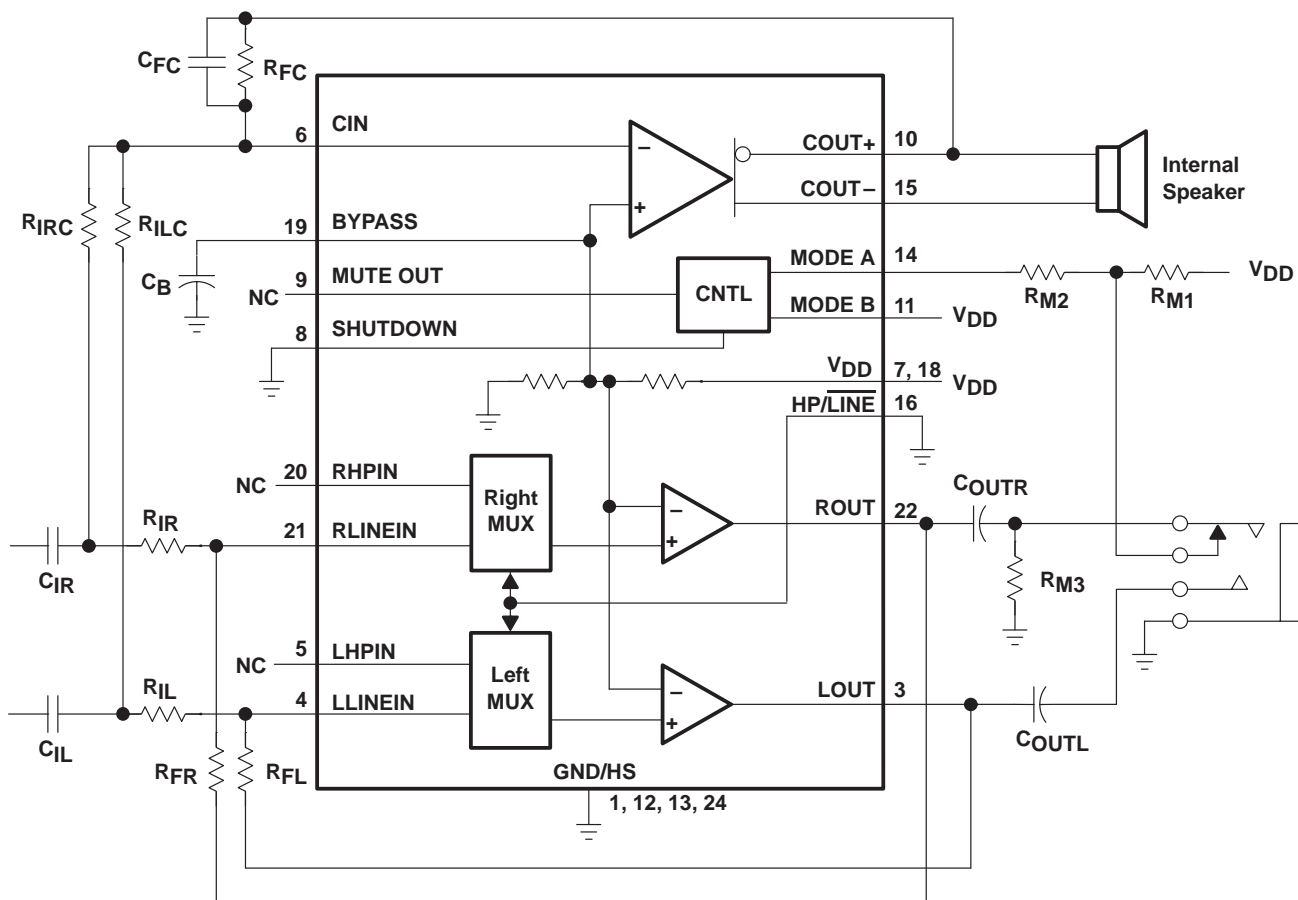 CFC
RFC
6 CIN
COUT+ 10
COUT− 15
Internal
Speaker
RIRC
RILC
19 BYPASS
CB
9 MUTE OUT
NC
8 SHUTDOWN
CNTL
MODE A 14
MODE B 11
RM2
RM1
VDD
VDD
VDD 7, 18
VDD
HP/LINE 16
20 RHPIN
NC
Right
MUX
21 RLINEIN
RIR
CIR
ROUT 22
COUTR
RM3
5 LHPIN
NC
Left
MUX
4 LLINEIN
RIL
CIL
LOUT 3
COUTL
RFR
RFL
GND/HS
1, 12, 13, 24
−
+
−
+
−
+